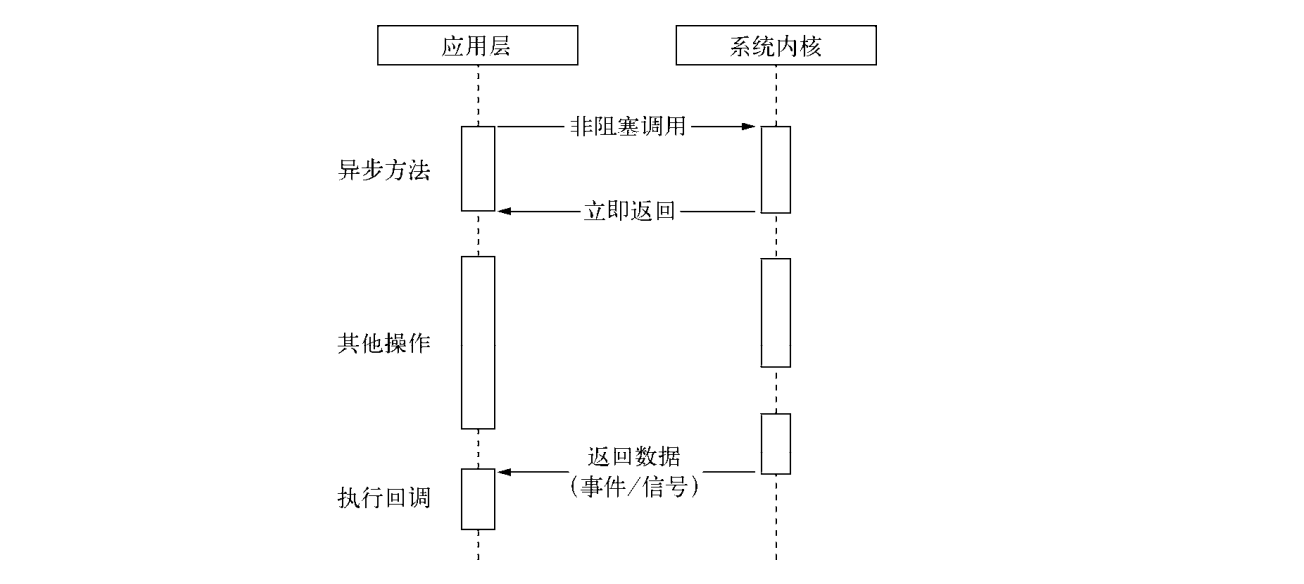 应用层
系统内核
非阻塞调用
异步方法
立即返回
其他操作
返回数据
(事件/信号)
执行回调